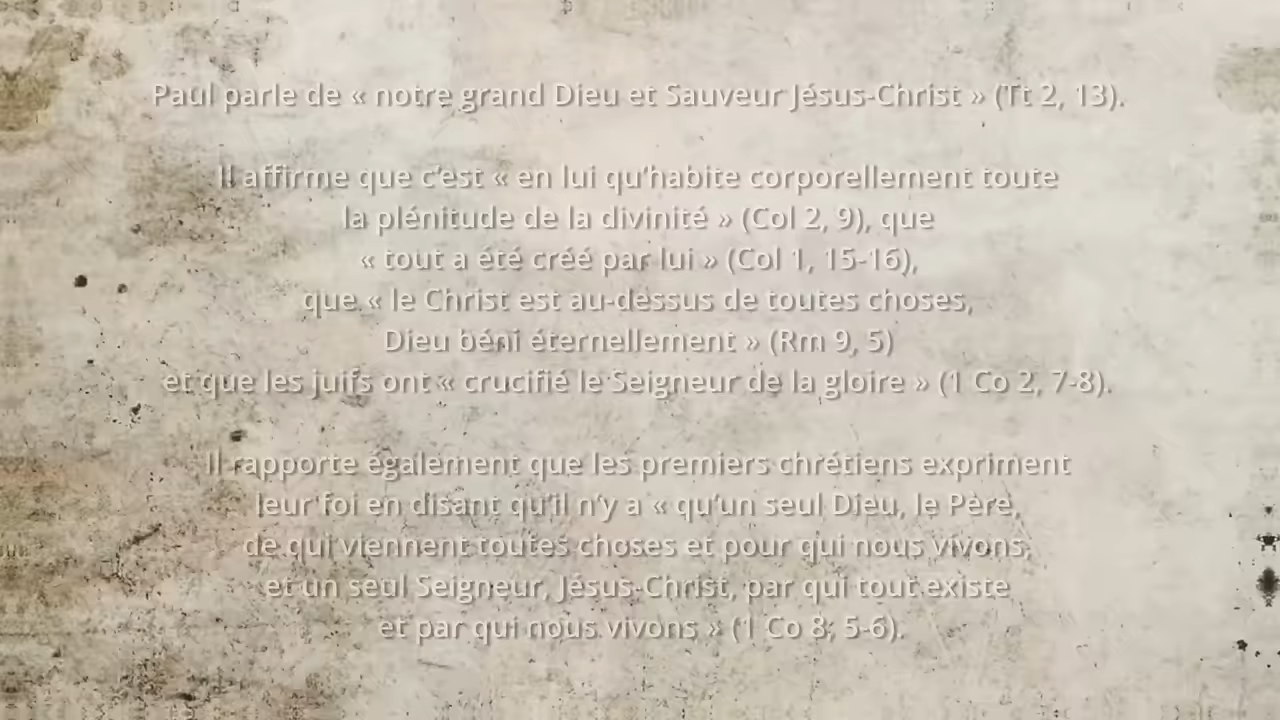 Paul parle de « notre grand Dieu et Sauveur Jésus-Christ » (Tt 2, 13).
Il affirme que c’est « en lui qu’habite corporellement toute
la plénitude de la divinité » (Col 2, 9), que
« tout a été créé par lui » (Col 1, 15-16),
que « le Christ est au-dessus de toutes choses,
Dieu béni éternellement » (Rm 9, 5)
et que les juifs ont « crucifié le Seigneur de la gloire » (1 Co 2, 7-8).
Il rapporte également que les premiers chrétiens expriment
leur foi en disant qu’il n’y a « qu’un seul Dieu, le Père,
de qui viennent toutes choses et pour qui nous vivons,
et un seul Seigneur, Jésus-Christ, par qui tout existe
et par qui nous vivons » (1 Co 8, 5-6).